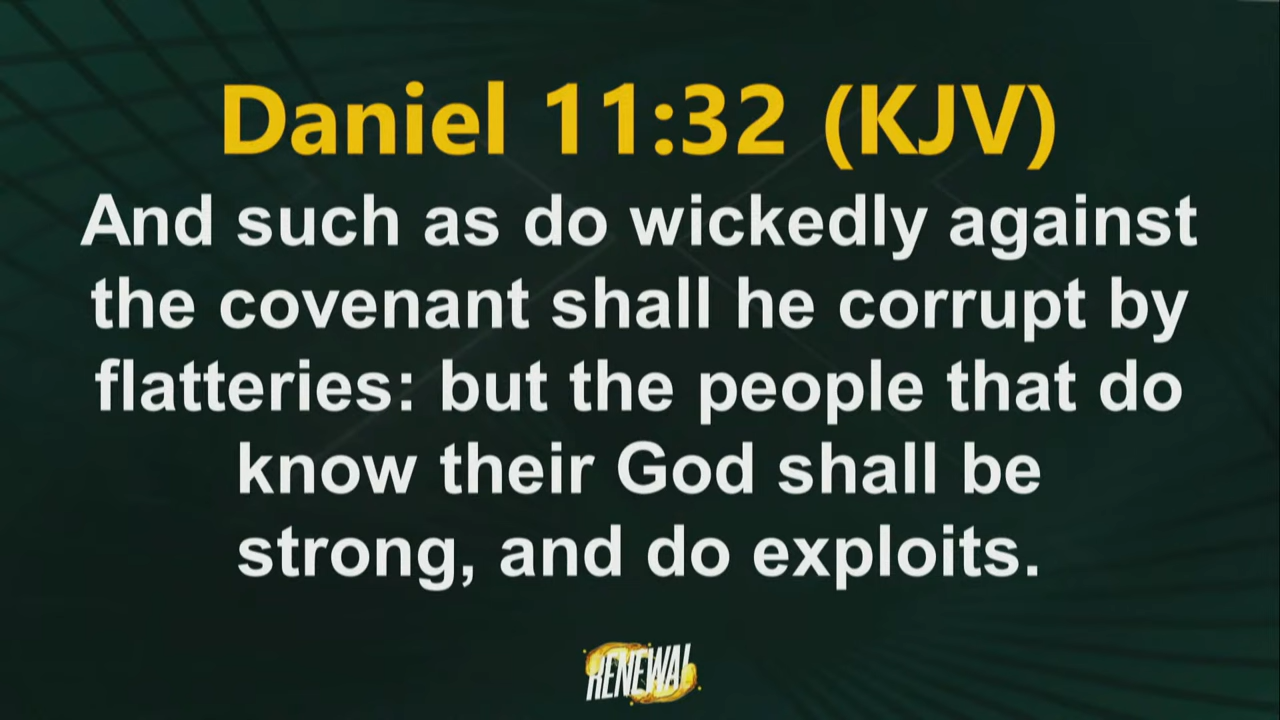 Daniel 11:32 (KJV)
And such as do wickedly against
the covenant shall he corrupt by
flatteries: but the people that do
know their God shall be
strong, and do exploits.
RENEWAL